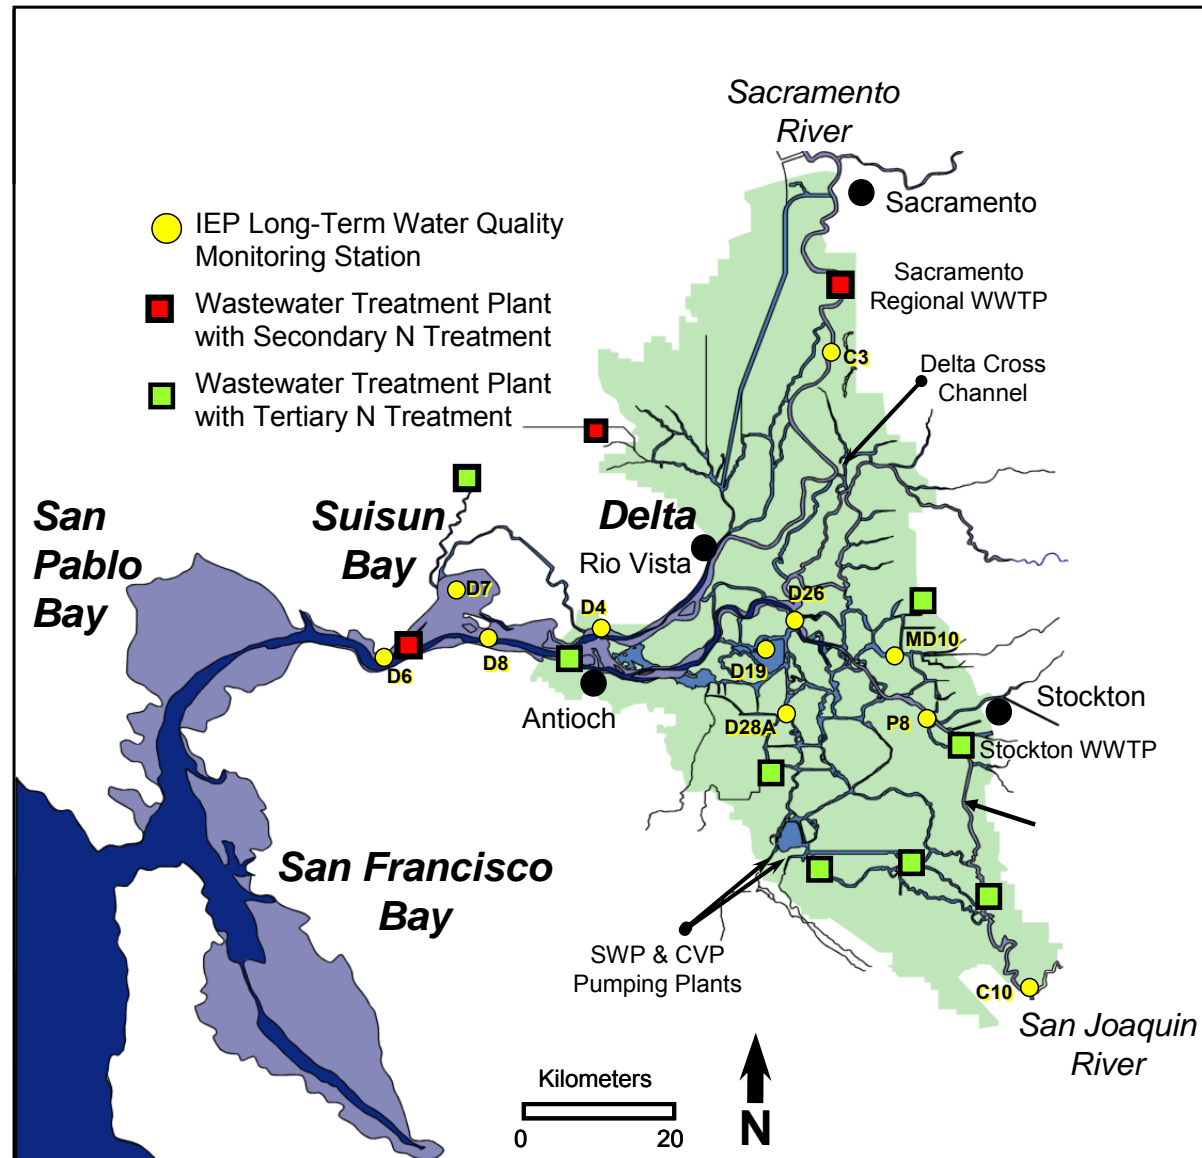 Sacramento
River
IEP Long-Term Water Quality
Monitoring Station
Sacramento
Wastewater Treatment Plant
with Secondary N Treatment
Sacramento
Regional WWTP
C3
Wastewater Treatment Plant
with Tertiary N Treatment
Delta Cross
Channel
San
Pablo
Bay
Suisun
Bay
Delta
Rio Vista
D7
D4
D26
D8
D6
D19
MD10
Antioch
D28A
P8
Stockton
Stockton WWTP
San Francisco
Bay
SWP & CVP
Pumping Plants
C10
San Joaquin
River
Kilometers
0
20
N